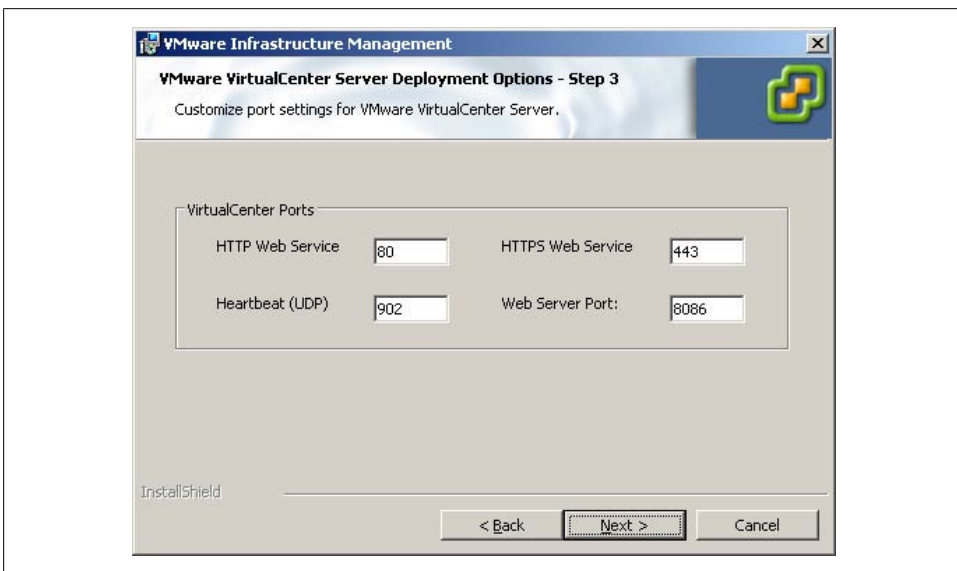 VMware Infrastructure Management
VMware VirtualCenter Server Deployment Options - Step 3
Customize port settings for VMware VirtualCenter Server.
VirtualCenter Ports
HTTP Web Service 80 HTTPS Web Service 443
Heartbeat (UDP) 902 Web Server Port: 8086
InstallShield
< Back Next > Cancel